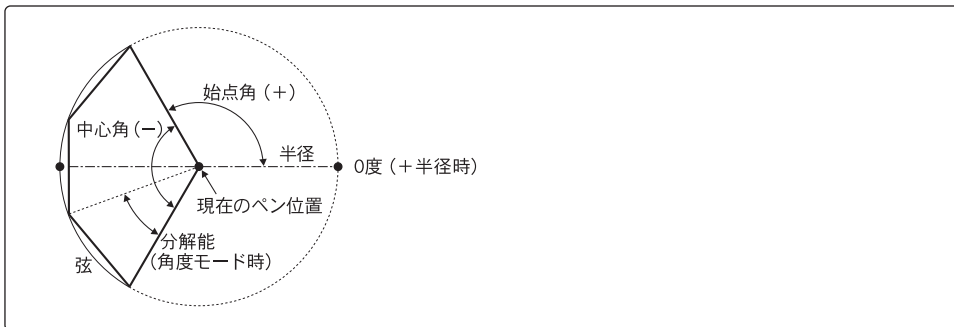 始点角（＋）
中心角（－）
半径
0度（＋半径時）
現在のペン位置
分解能
（角度モード時）
弦